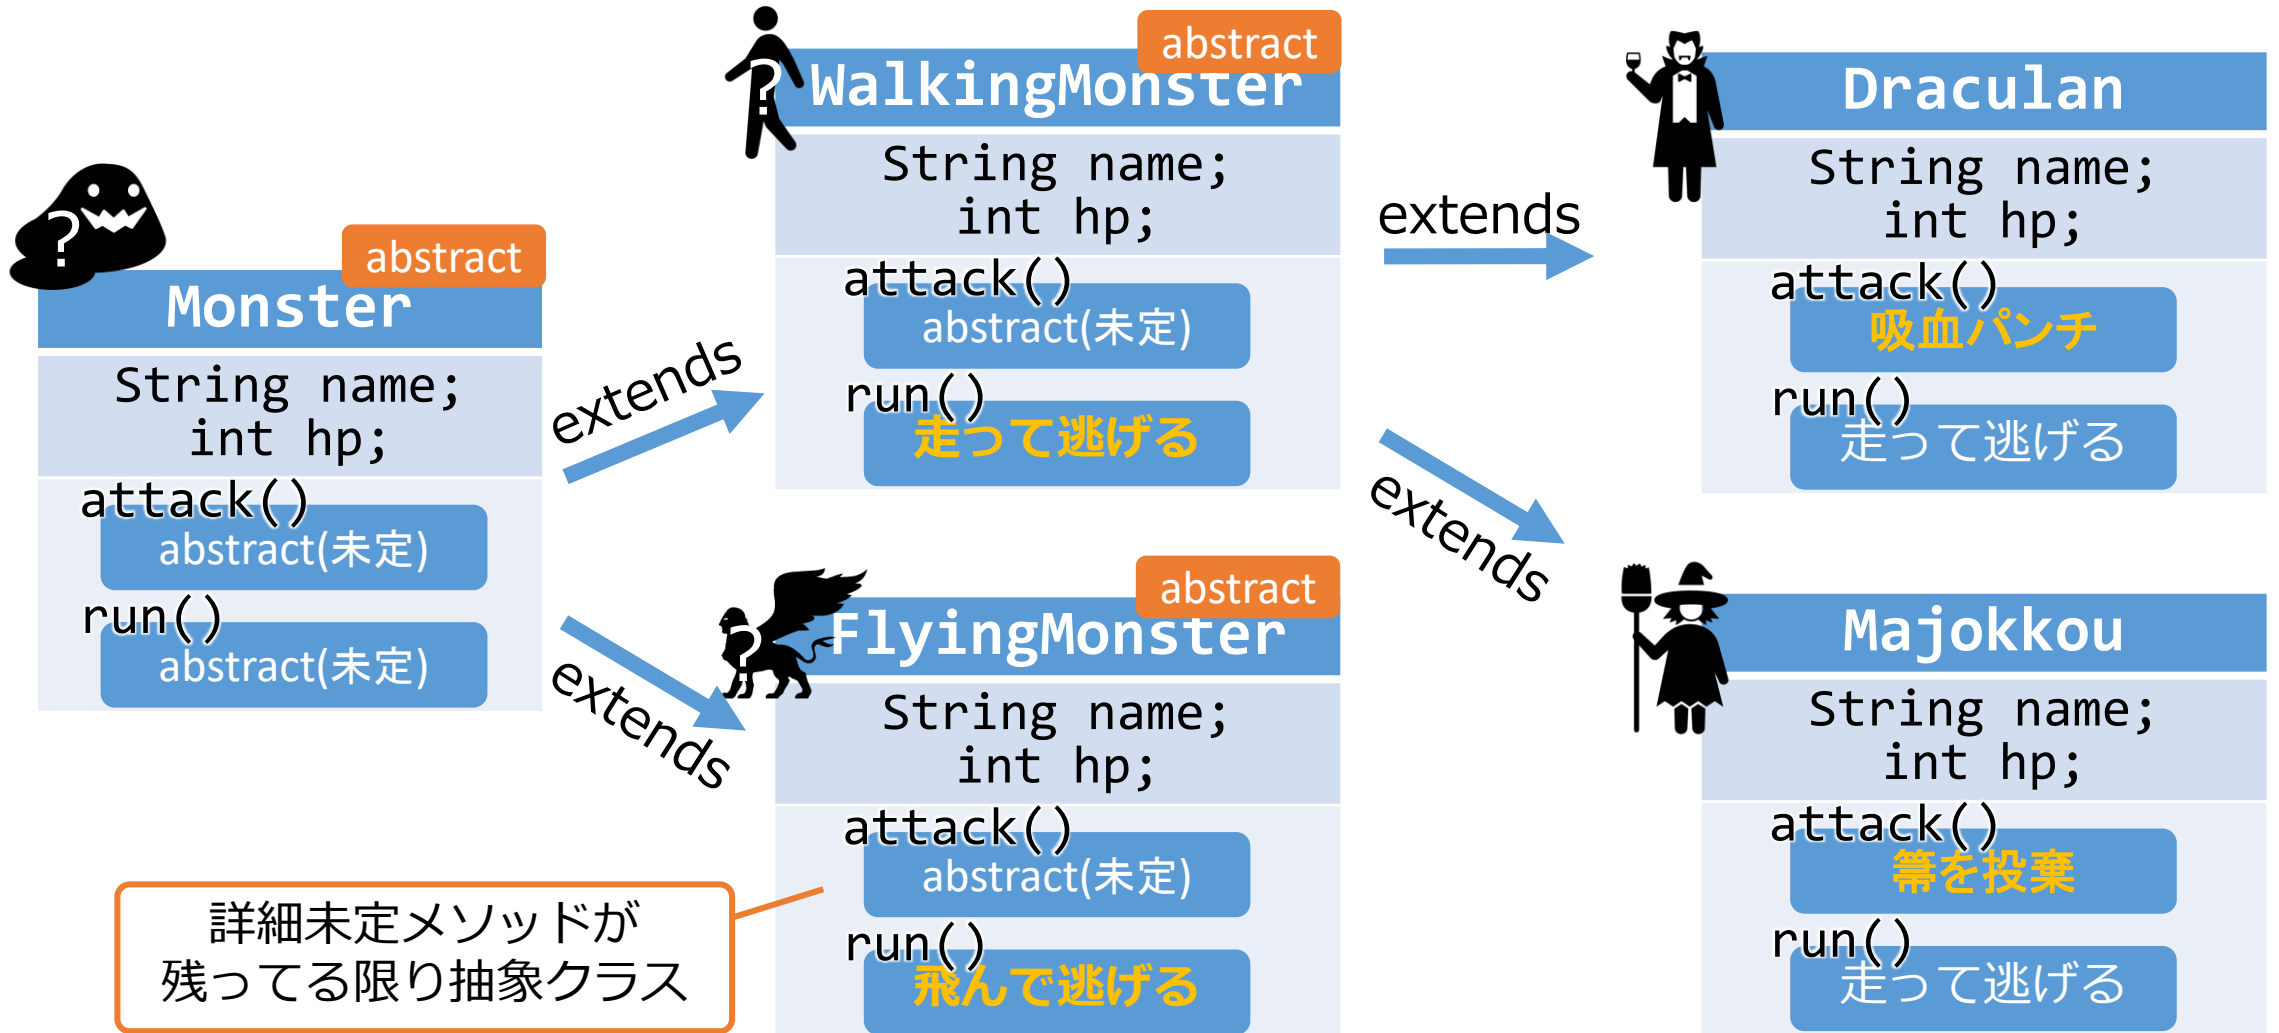 ?
abstract
Monster
String name;
int hp;
attack()
abstract(未定)
run()
abstract(未定)
extends
extends
?
abstract
WalkingMonster
String name;
int hp;
attack()
abstract(未定)
run()
走って逃げる
?
abstract
FlyingMonster
String name;
int hp;
attack()
abstract(未定)
run()
飛んで逃げる
詳細未定メソッドが
残ってる限り抽象クラス
extends
extends
Draculan
String name;
int hp;
attack()
吸血パンチ
run()
走って逃げる
Majokkou
String name;
int hp;
attack()
箒を投棄
run()
走って逃げる